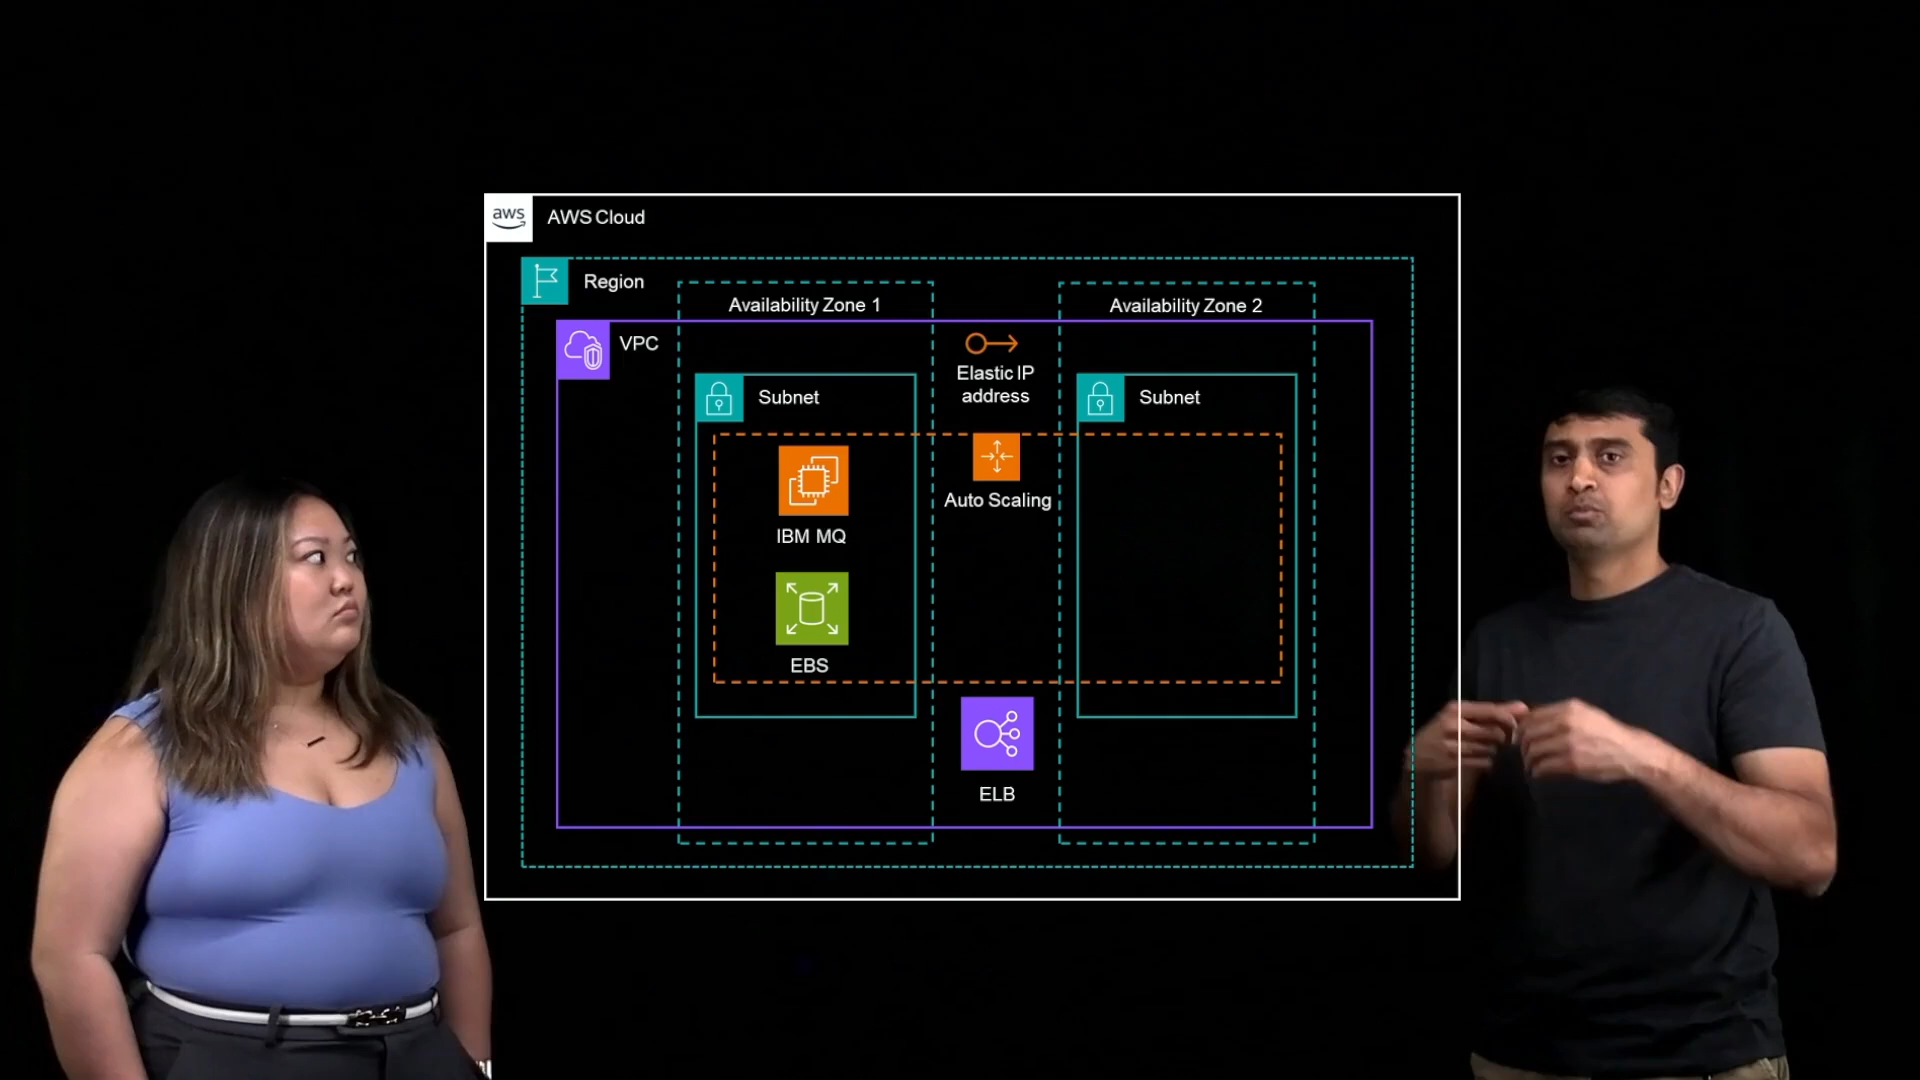 aws
AWS Cloud
Region
Availability Zone 1
Availability Zone 2
VPC
Elastic IP
address
Subnet
Subnet
IBM MQ
Auto Scaling
EBS
ELB